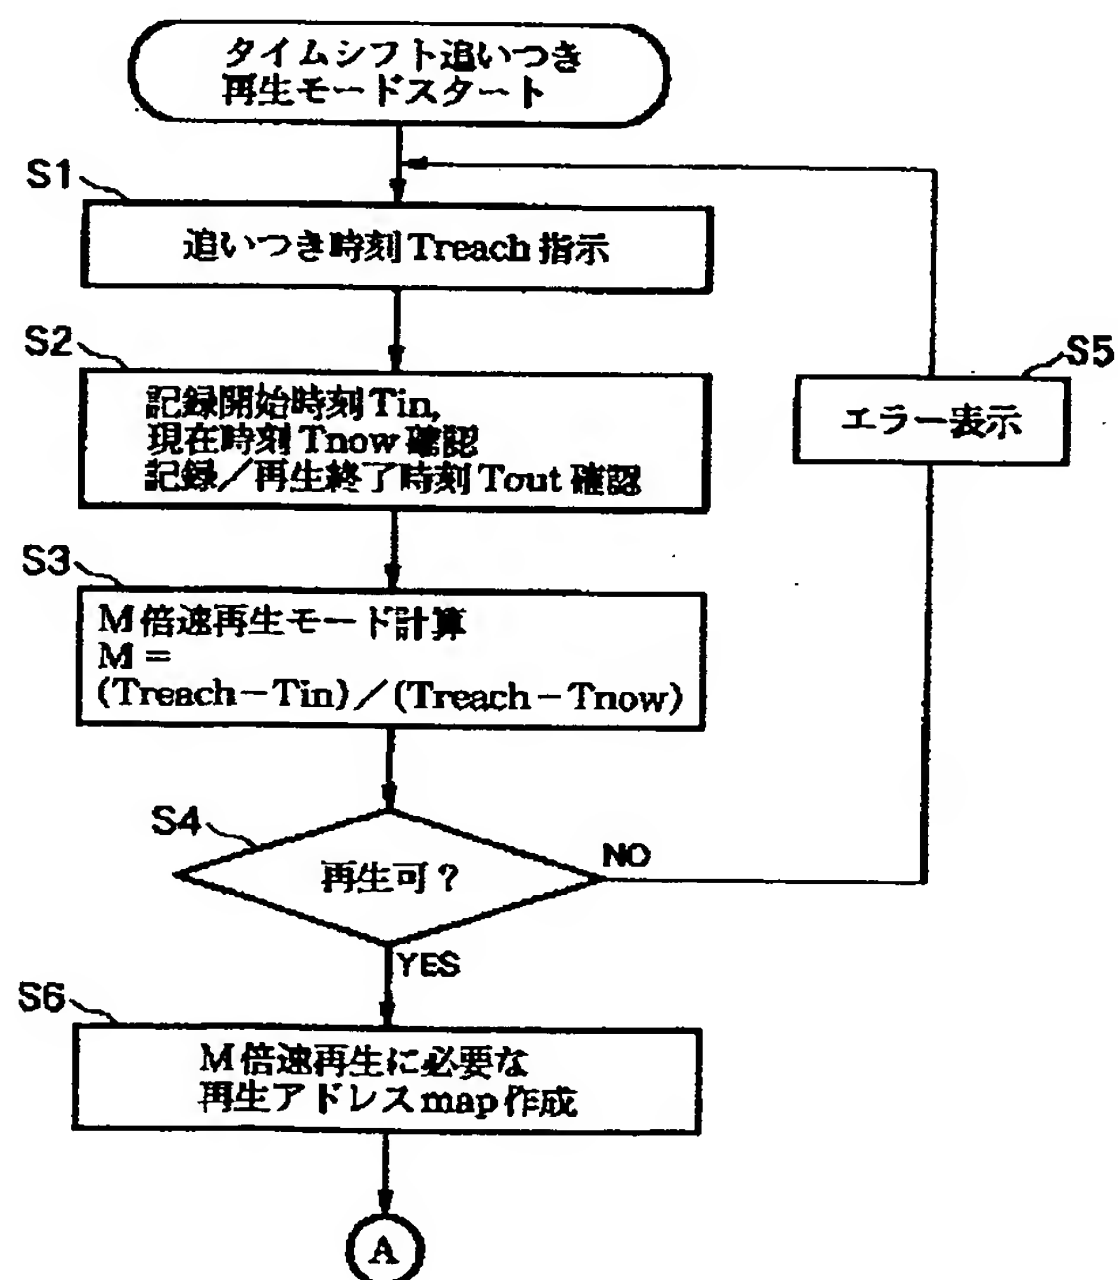 タイムシフト追いつき
再生モードスタート
S1
追いつき時刻Treach指示
S2
記録開始時刻Tin,
現在時刻Tnow確認
記録／再生終了時刻Tout確認
S5
エラー表示
S3
M倍速再生モード計算
M=
(Treach−Tin)／(Treach−Tnow)
S4
再生可？
NO
YES
S6
M倍速再生に必要な
再生アドレスmap作成
A